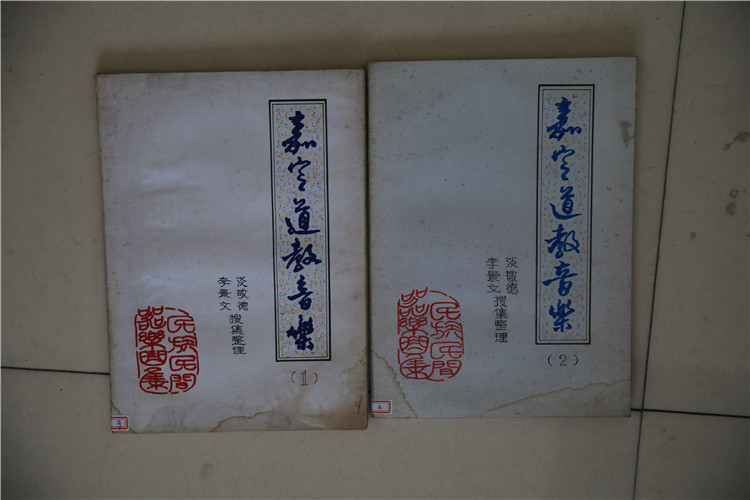 嘉定道教音樂
(1)
敬德
李景文
搜集整理
民族民間
器樂曲集
嘉定道教音樂
(2)
敬德
李景文
搜集整理
民族民間
器樂曲集